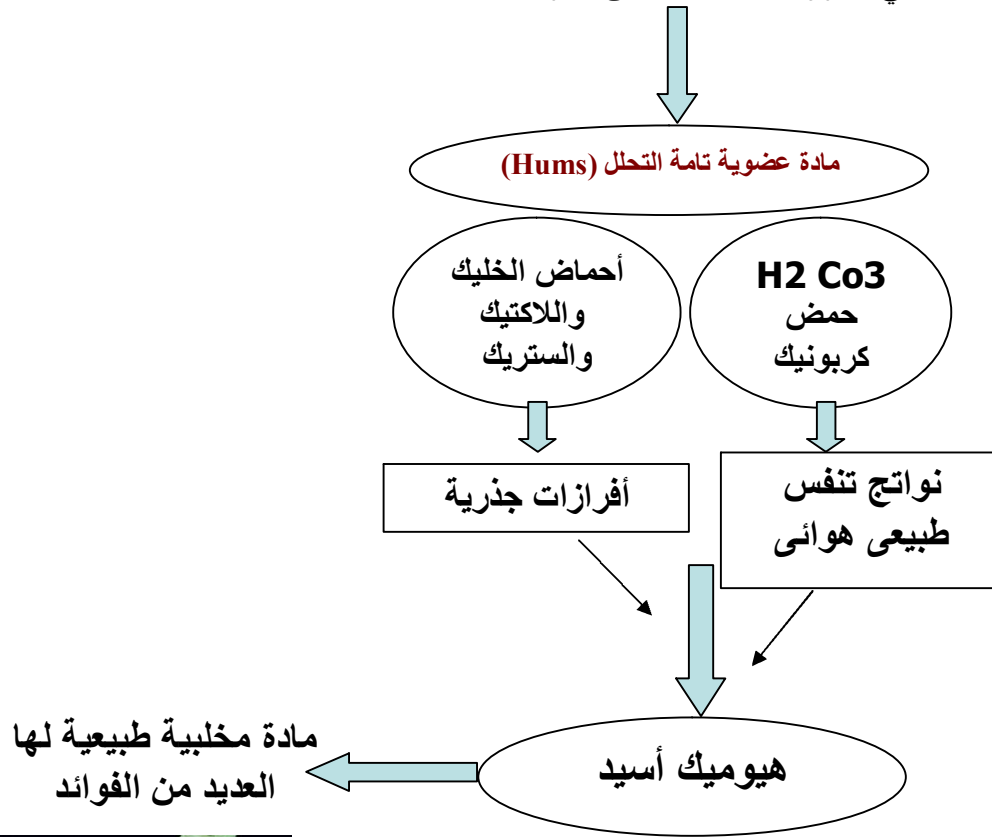 مادة عضوية تامة التحلل (Hums)
H2 Co3
حمض
كربونيك
أحماض الخليك
واللاكتيك
والستريك
نواتج تنفس
طبيعى هوائى
أفرازات جذرية
هيوميك أسيد
مادة مخلبية طبيعية لها
العديد من الفوائد